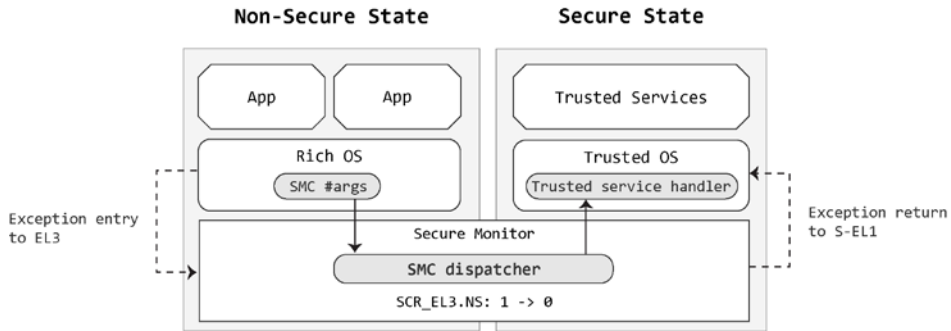 Non-Secure State
Secure State
App
App
Trusted Services
Rich OS
SMC #args
Trusted OS
Trusted service handler
Exception entry
to EL3
Exception return
to S-EL1
Secure Monitor
SMC dispatcher
SCR_EL3.NS: 1 -> 0